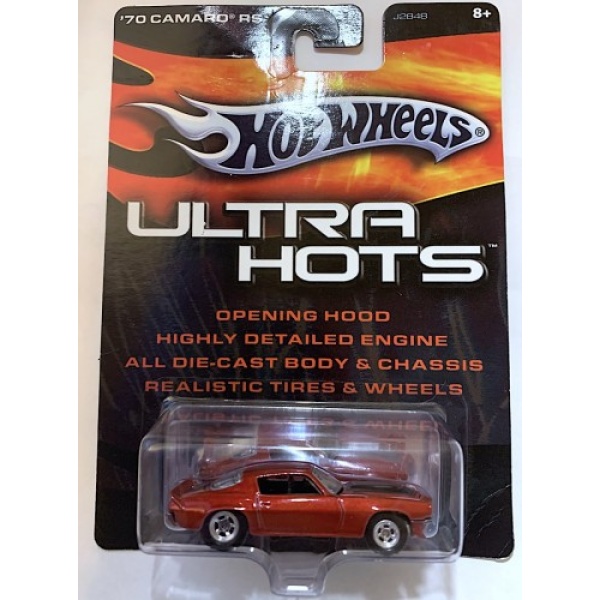 '70 CAMARO® RS
J2848
8+
HOT WHEELS®
ULTRA
HOTS™
OPENING HOOD
HIGHLY DETAILED ENGINE
ALL DIE-CAST BODY & CHASSIS
REALISTIC TIRES & WHEELS